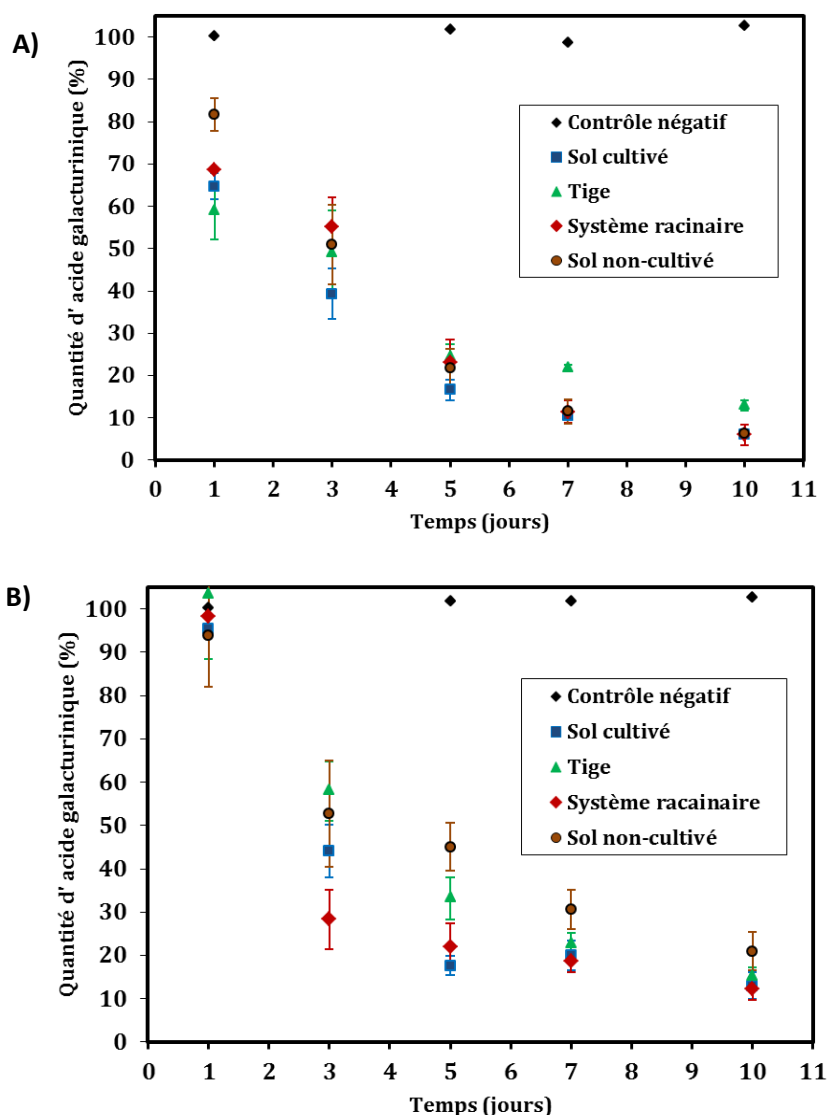 A)
Quantité d' acide galacturinique (%)
100
90
80
70
60
50
40
30
20
10
0
Contrôle négatif
Sol cultivé
Tige
Système racinaire
Sol non-cultivé
0 1 2 3 4 5 6 7 8 9 10 11
Temps (jours)
B)
Quantité d' acide galacturinique (%)
100
90
80
70
60
50
40
30
20
10
0
Contrôle négatif
Sol cultivé
Tige
Système racainaire
Sol non-cultivé
0 1 2 3 4 5 6 7 8 9 10 11
Temps (jours)